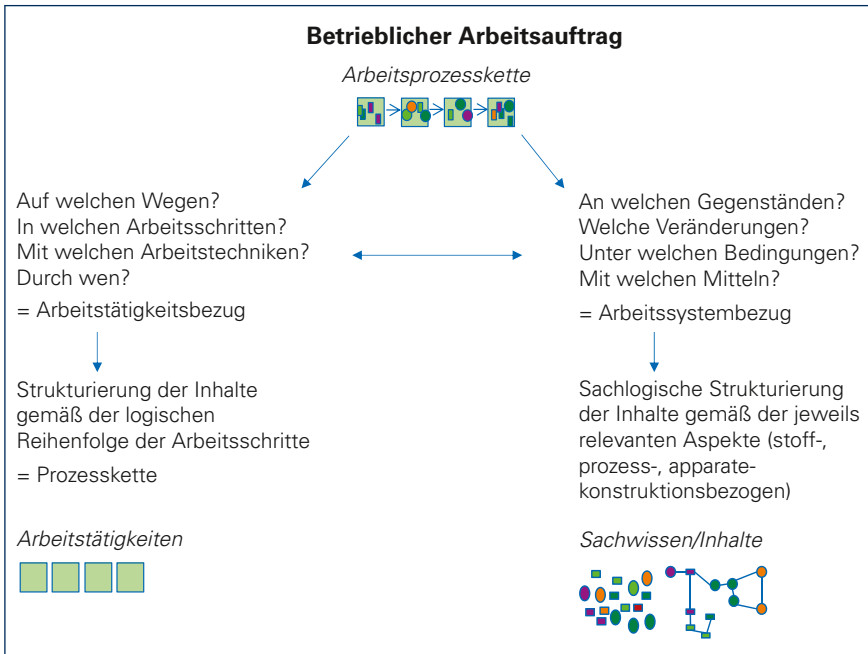 Betrieblicher Arbeitsauftrag
Arbeitsprozesskette
Auf welchen Wegen?
In welchen Arbeitsschritten?
Mit welchen Arbeitstechniken?
Durch wen?
= Arbeitstätigkeitsbezug
Strukturierung der Inhalte
gemäß der logischen
Reihenfolge der Arbeitsschritte
= Prozesskette
Arbeitstätigkeiten
An welchen Gegenständen?
Welche Veränderungen?
Unter welchen Bedingungen?
Mit welchen Mitteln?
= Arbeitssystembezug
Sachlogische Strukturierung
der Inhalte gemäß der jeweils
relevanten Aspekte (stoff-,
prozess-, apparate-
konstruktionsbezogen)
Sachwissen/Inhalte